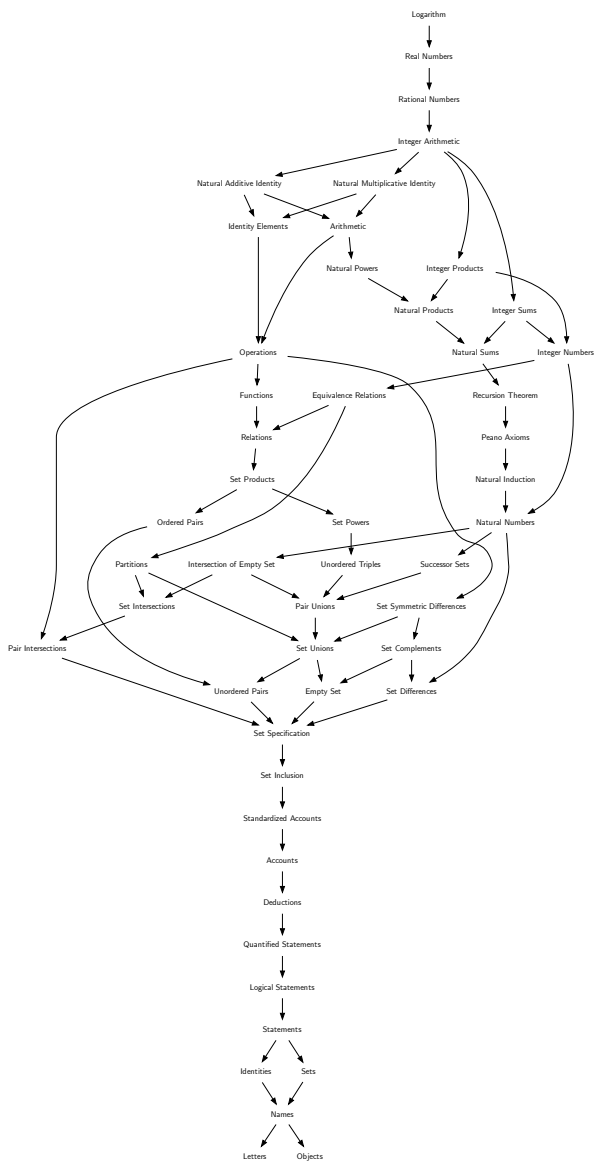 Logarithm
Real Numbers
Rational Numbers
Integer Arithmetic
Natural Additive Identity Natural Multiplicative Identity
Identity Elements Arithmetic
Natural Powers Integer Products
Natural Products Integer Sums
Operations Natural Sums Integer Numbers
Functions Equivalence Relations Recursion Theorem
Relations Peano Axioms
Set Products Natural Induction
Ordered Pairs Set Powers Natural Numbers
Partitions Intersection of Empty Set Unordered Triples Successor Sets
Set Intersections Pair Unions Set Symmetric Differences
Pair Intersections Set Unions Set Complements
Unordered Pairs Empty Set Set Differences
Set Specification
Set Inclusion
Standardized Accounts
Accounts
Deductions
Quantified Statements
Logical Statements
Statements
Identities Sets
Names
Letters Objects